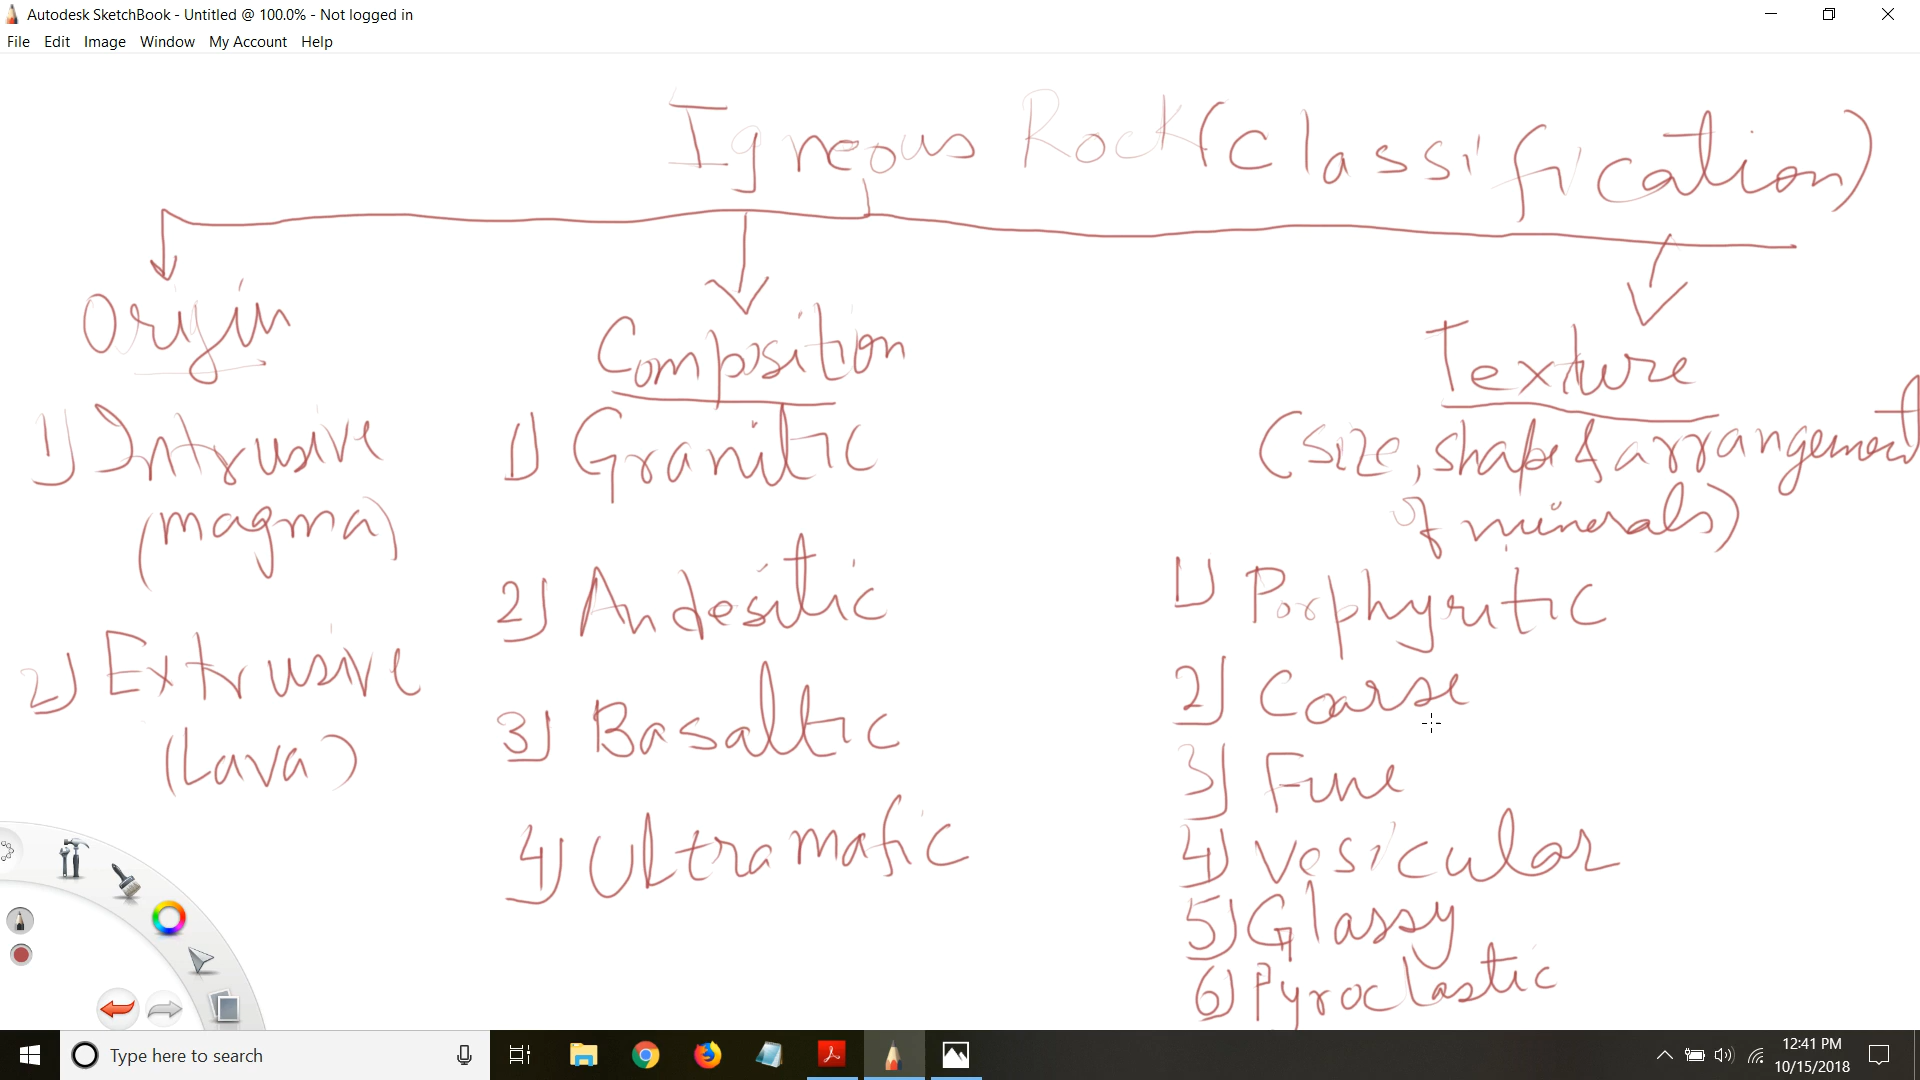 Autodesk SketchBook - Untitled @ 100.0% - Not logged in
File Edit Image Window My Account Help
Igneous Rock (Classification)
Origin
1) Intrusive
(magma)
2) Extrusive
(Lava)
Composition
1) Granitic
2) Andesitic
3) Basaltic
4) Ultramafic
Texture
(size, shape & arrangement
of minerals)
1) Porphyritic
2) Coarse
3) Fine
4) Vesicular
5) Glassy
6) Pyroclastic
Type here to search
12:41 PM
10/15/2018